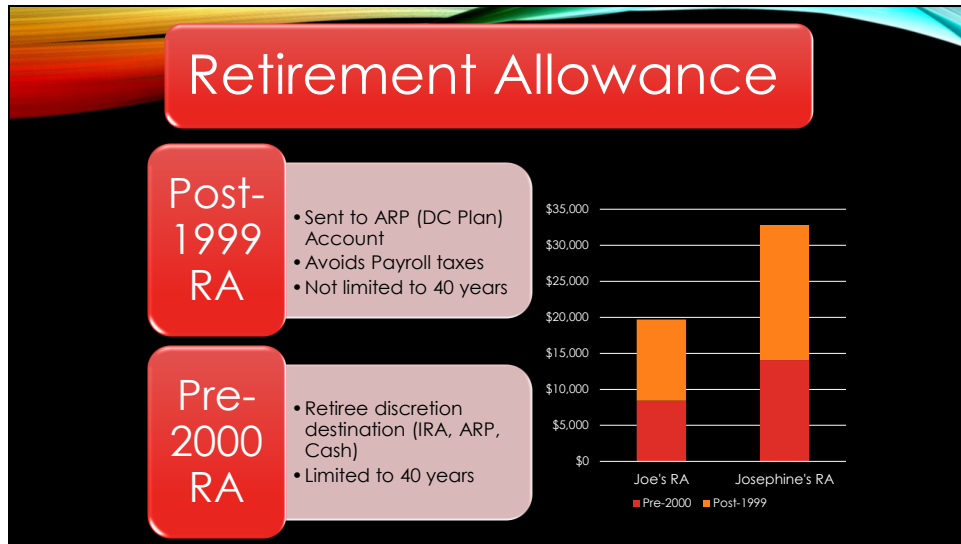 Retirement Allowance
Post-
1999
RA
•Sent to ARP (DC Plan)
Account
•Avoids Payroll taxes
•Not limited to 40 years
Pre-
2000
RA
•Retiree discretion
destination (IRA, ARP,
Cash)
•Limited to 40 years
$35,000
$30,000
$25,000
$20,000
$15,000
$10,000
$5,000
$0
Joe's RA Josephine's RA
Pre-2000 Post-1999